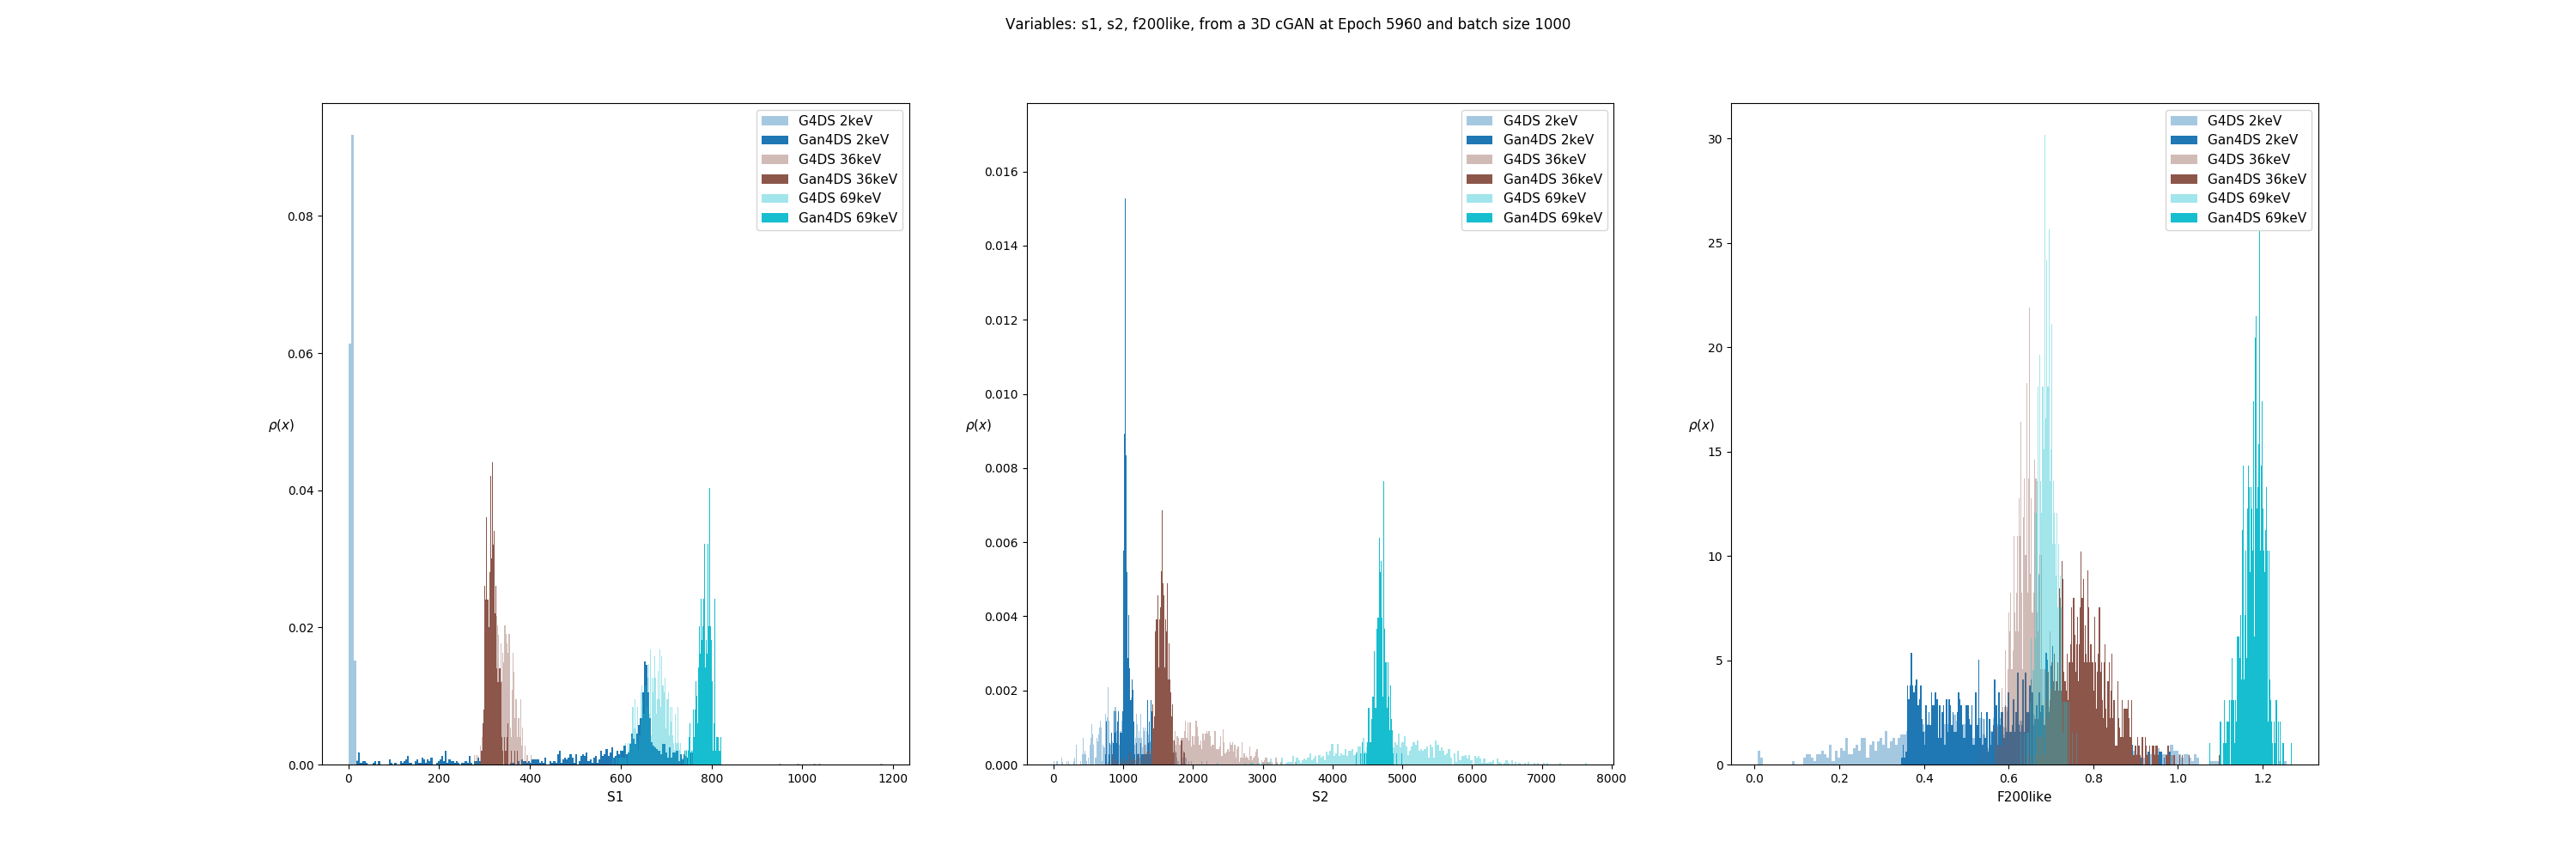 Variables: s1, s2, f200like, from a 3D cGAN at Epoch 5960 and batch size 1000
G4DS 2keV
Gan4DS 2keV
G4DS 36keV
Gan4DS 36keV
G4DS 69keV
Gan4DS 69keV
0.08
0.06
ρ(x)
0.04
0.02
0.00
0
200
400
600
800
1000
1200
S1
G4DS 2keV
Gan4DS 2keV
G4DS 36keV
Gan4DS 36keV
G4DS 69keV
Gan4DS 69keV
0.016
0.014
0.012
0.010
ρ(x)
0.008
0.006
0.004
0.002
0.000
0
1000
2000
3000
4000
5000
6000
7000
8000
S2
G4DS 2keV
Gan4DS 2keV
G4DS 36keV
Gan4DS 36keV
G4DS 69keV
Gan4DS 69keV
30
25
20
ρ(x)
15
10
5
0
0.0
0.2
0.4
0.6
0.8
1.0
1.2
F200like